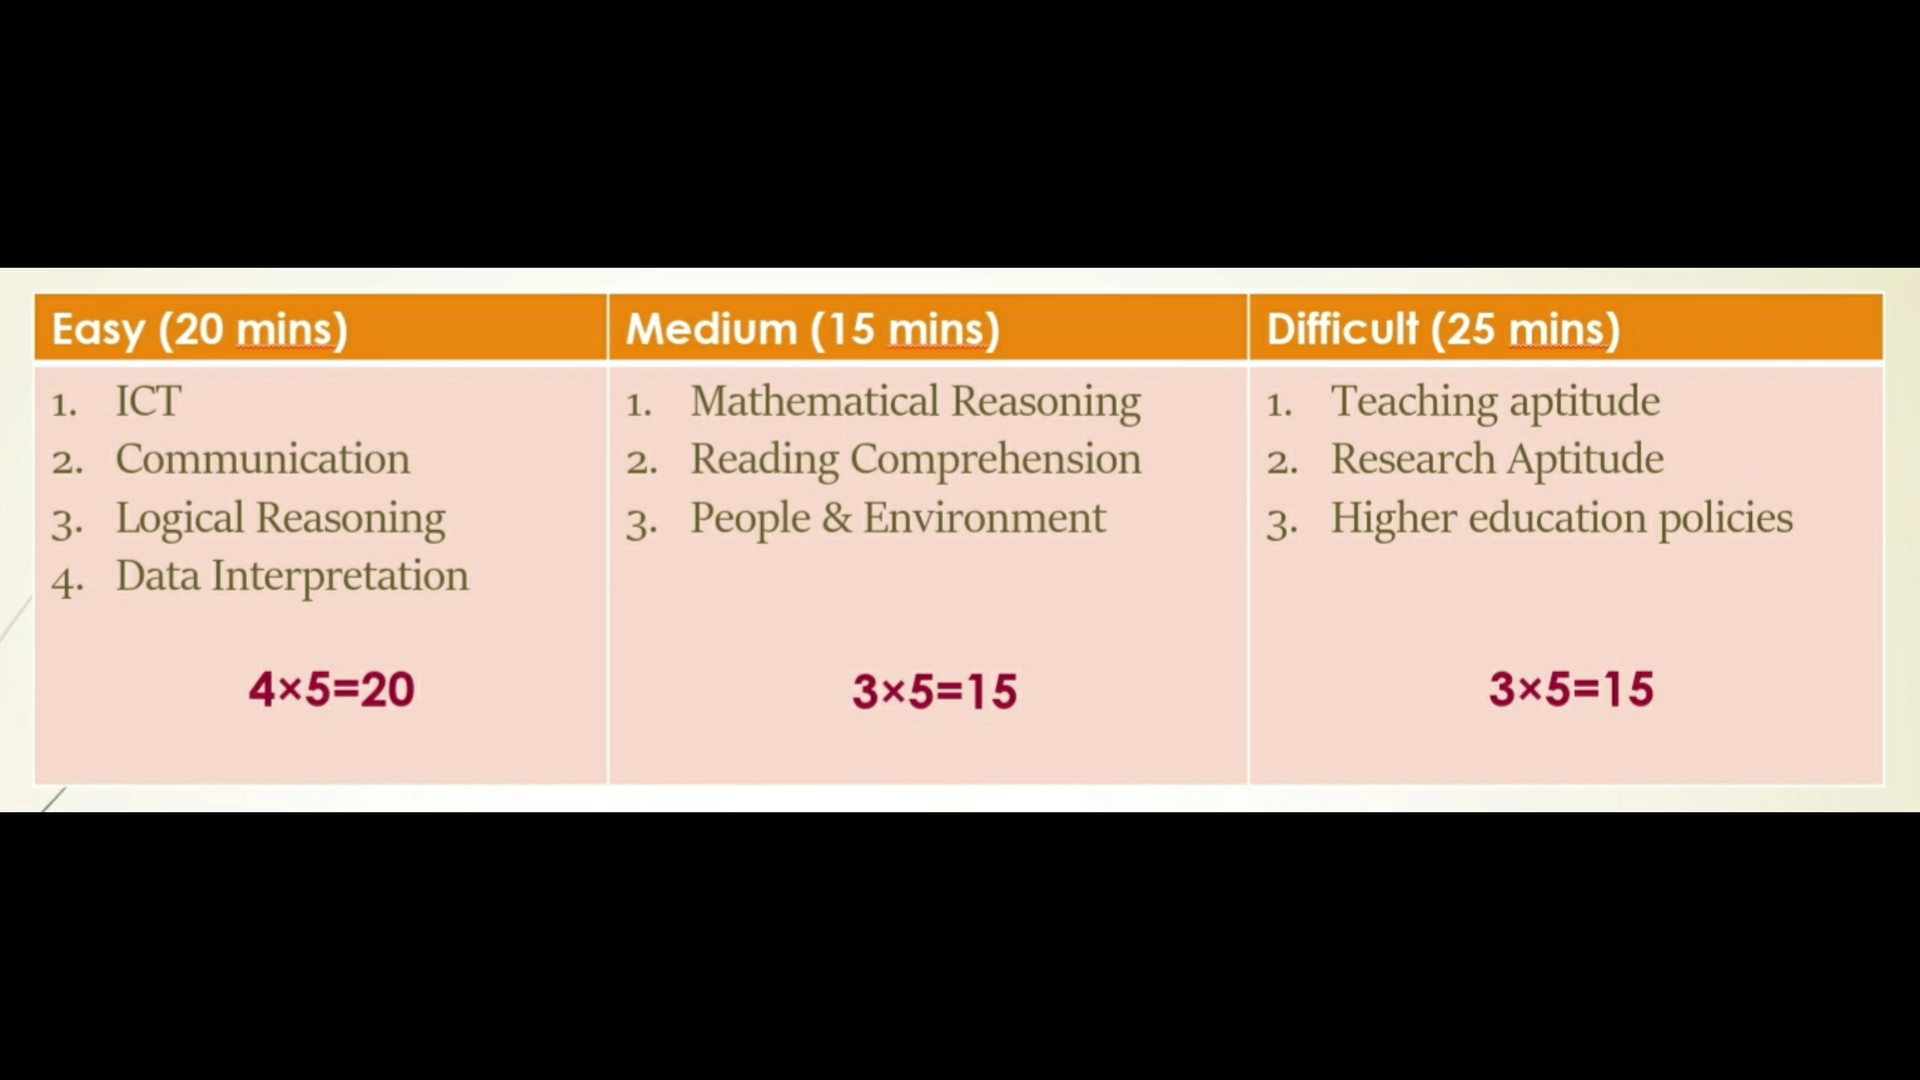 Easy (20 mins)
1. ICT
2. Communication
3. Logical Reasoning
4. Data Interpretation
4×5=20
Medium (15 mins)
1. Mathematical Reasoning
2. Reading Comprehension
3. People & Environment
3×5=15
Difficult (25 mins)
1. Teaching aptitude
2. Research Aptitude
3. Higher education policies
3×5=15